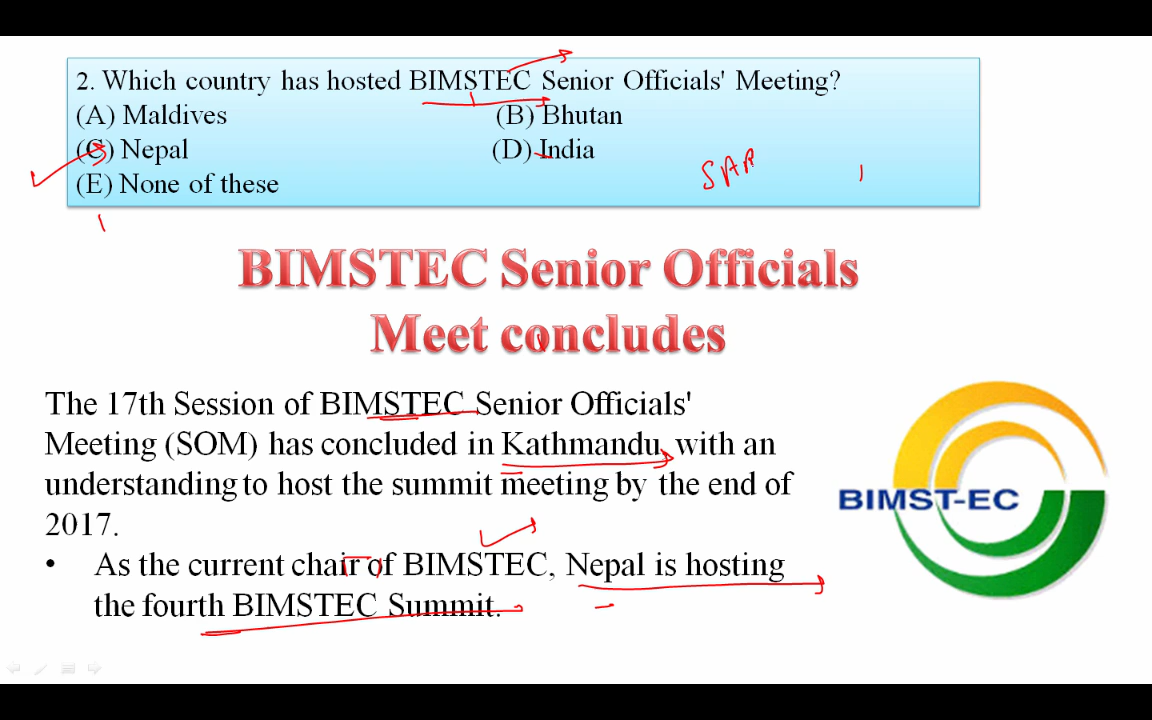 2. Which country has hosted BIMSTEC Senior Officials' Meeting?
(A) Maldives (B) Bhutan
(C) Nepal (D) India
(E) None of these
SAA
BIMSTEC Senior Officials
Meet concludes
The 17th Session of BIMSTEC Senior Officials'
Meeting (SOM) has concluded in Kathmandu, with an
understanding to host the summit meeting by the end of
2017.
• As the current chair of BIMSTEC, Nepal is hosting
the fourth BIMSTEC Summit.
BIMST-EC